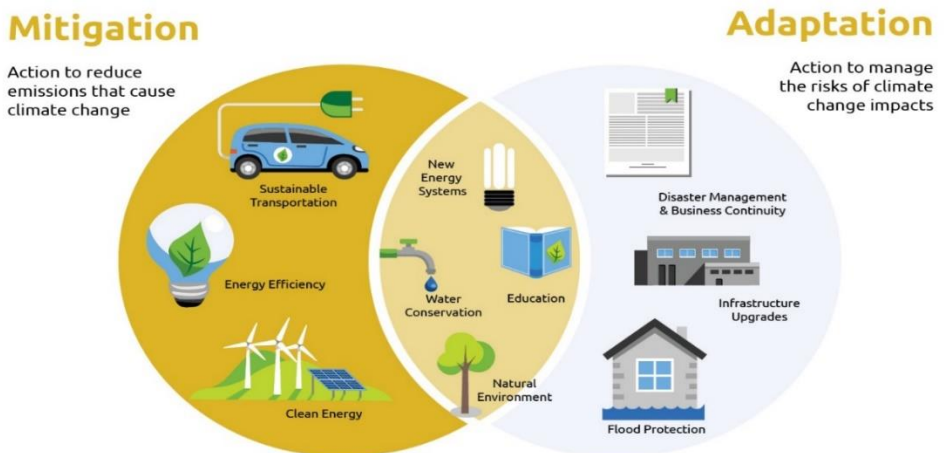 Mitigation
Action to reduce
emissions that cause
climate change
Adaptation
Action to manage
the risks of climate
change impacts
Sustainable
Transportation
Energy Efficiency
Clean Energy
New
Energy
Systems
Water
Conservation
Education
Natural
Environment
Disaster Management
& Business Continuity
Infrastructure
Upgrades
Flood Protection